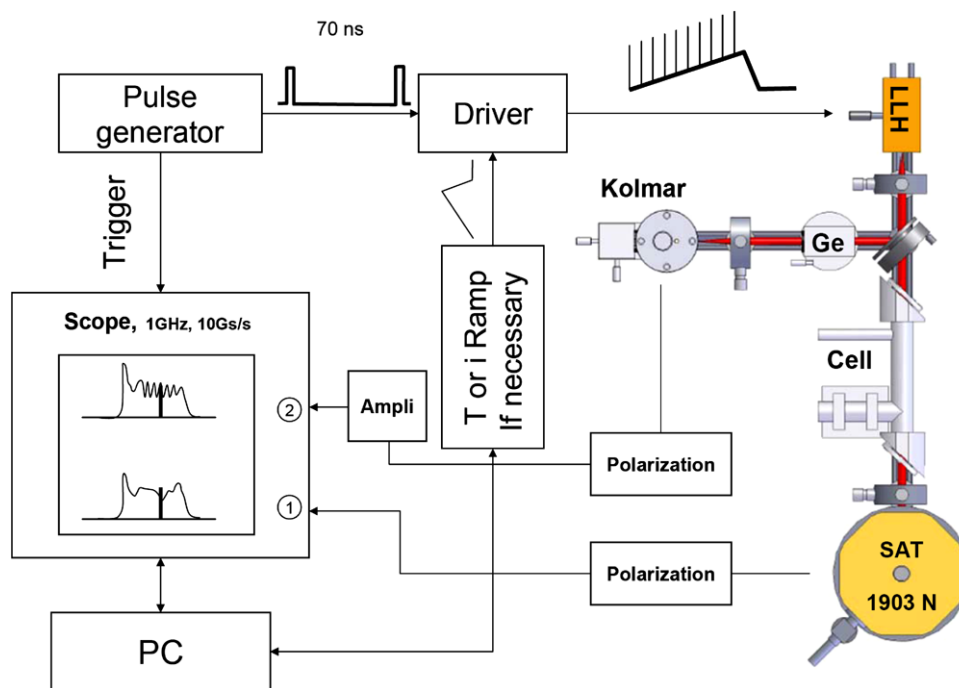 70 ns
Pulse
generator
Driver
LLH
Trigger
Kolmar
Ge
Scope, 1GHz, 10Gs/s
T or i Ramp
If necessary
Cell
2
Ampli
Polarization
1
SAT
1903 N
Polarization
PC